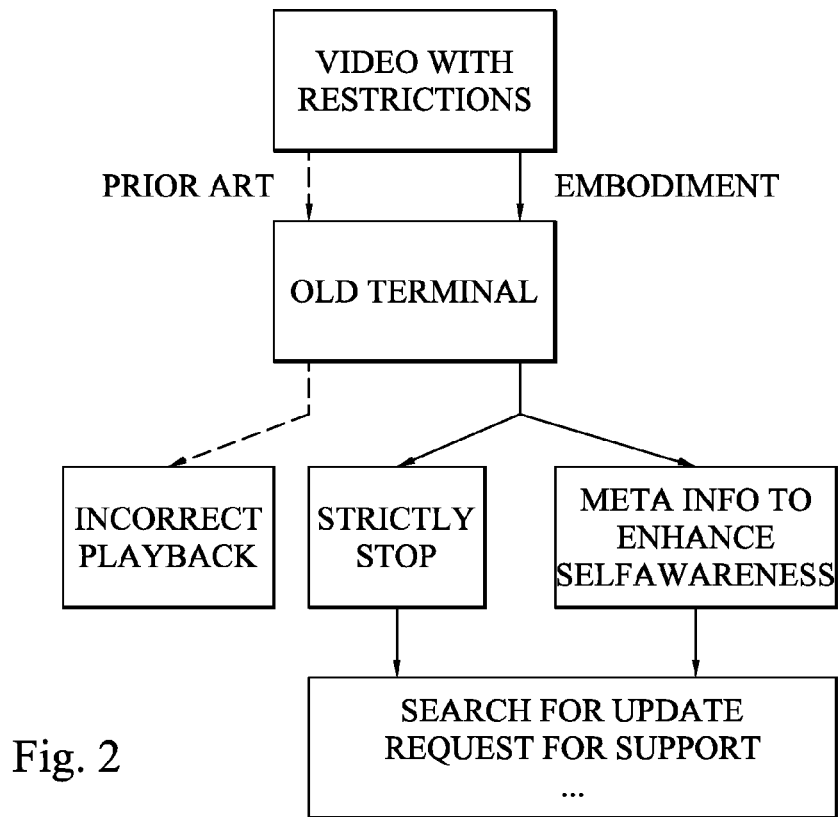 VIDEO WITH
RESTRICTIONS
PRIOR ART
EMBODIMENT
OLD TERMINAL
INCORRECT
PLAYBACK
STRICTLY
STOP
META INFO TO
ENHANCE
SELFAWARENESS
SEARCH FOR UPDATE
REQUEST FOR SUPPORT
...
Fig. 2